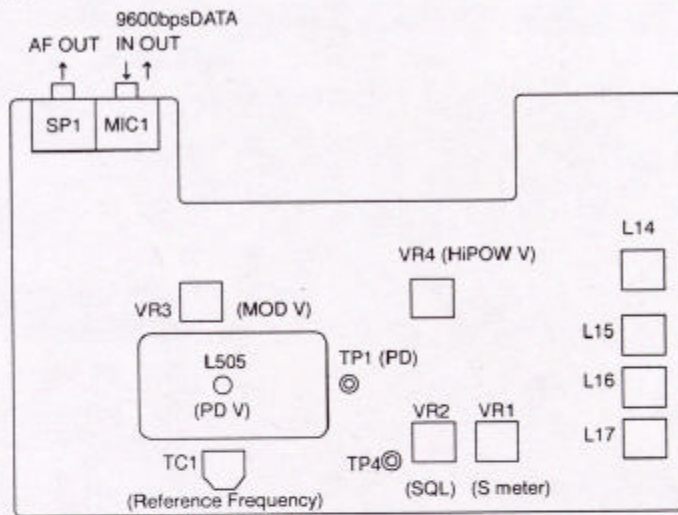 9600bpsDATA
AF OUT
IN OUT
SP1
MIC1
L14
VR4 (HiPOW V)
VR3
(MOD V)
L15
L505
TP1 (PD)
(PD V)
L16
VR2
VR1
L17
TC1
TP4
(Reference Frequency)
(SQL)
(S meter)